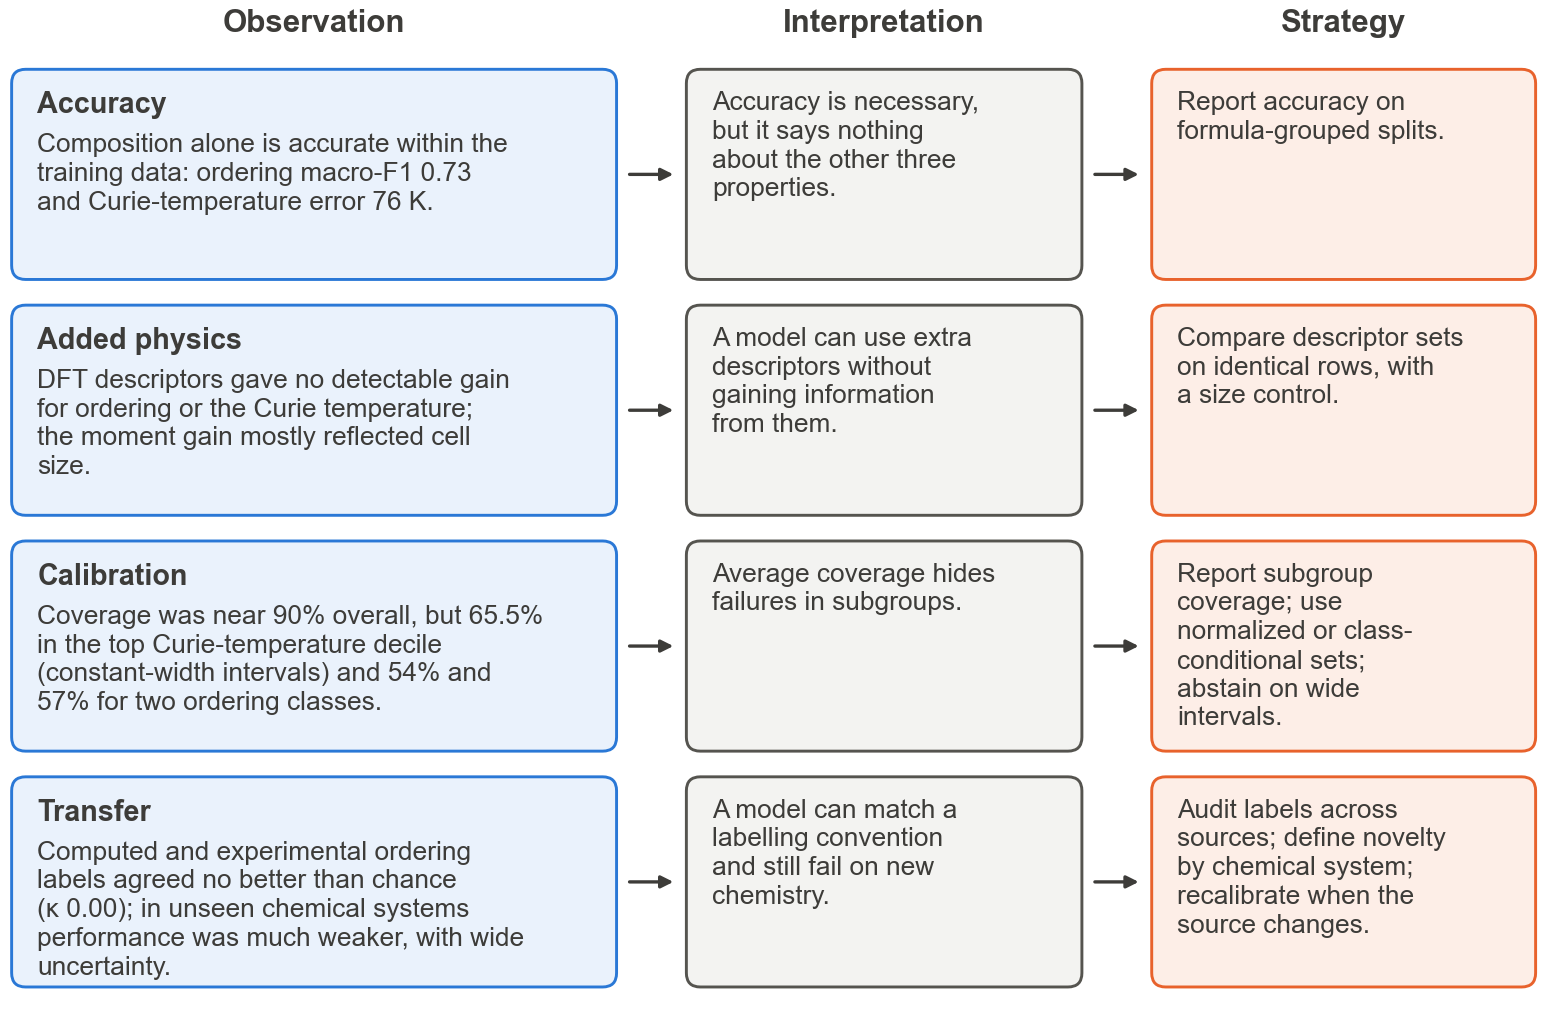 Observation
Interpretation
Strategy
Accuracy
Composition alone is accurate within the
training data: ordering macro-F1 0.73
and Curie-temperature error 76 K.
Accuracy is necessary,
but it says nothing
about the other three
properties.
Report accuracy on
formula-grouped splits.
Added physics
DFT descriptors gave no detectable gain
for ordering or the Curie temperature;
the moment gain mostly reflected cell
size.
A model can use extra
descriptors without
gaining information
from them.
Compare descriptor sets
on identical rows, with
a size control.
Calibration
Coverage was near 90% overall, but 65.5%
in the top Curie-temperature decile
(constant-width intervals) and 54% and
57% for two ordering classes.
Average coverage hides
failures in subgroups.
Report subgroup
coverage; use
normalized or class-
conditional sets;
abstain on wide
intervals.
Transfer
Computed and experimental ordering
labels agreed no better than chance
(κ 0.00); in unseen chemical systems
performance was much weaker, with wide
uncertainty.
A model can match a
labelling convention
and still fail on new
chemistry.
Audit labels across
sources; define novelty
by chemical system;
recalibrate when the
source changes.